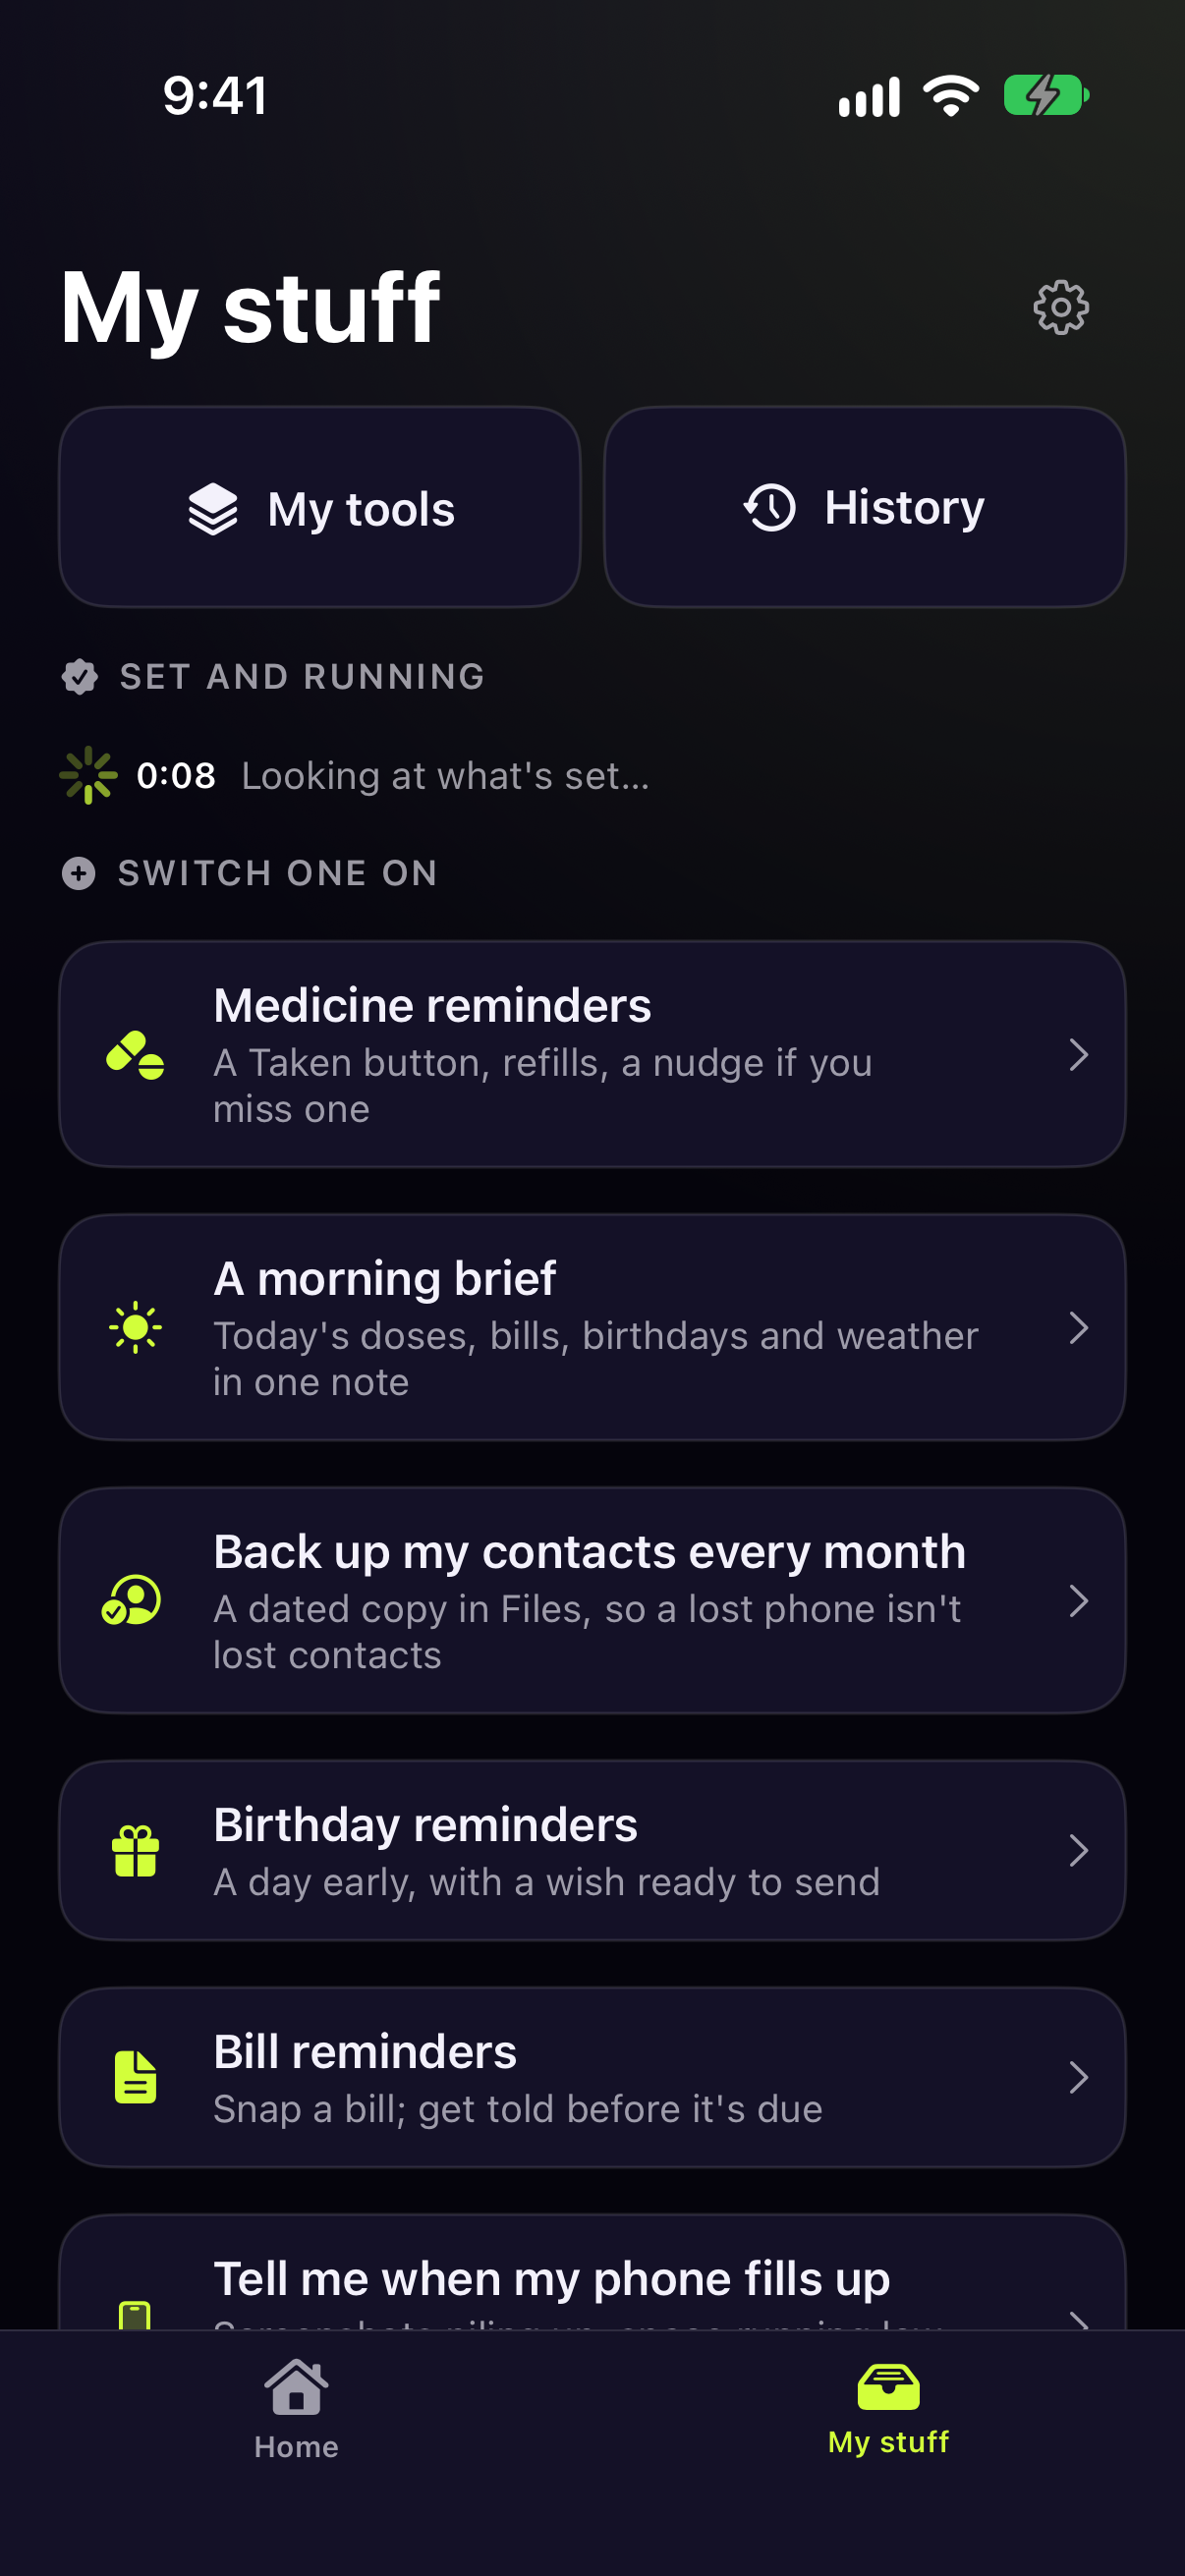 9:41
My stuff
My tools
History
SET AND RUNNING
0:08 Looking at what's set...
SWITCH ONE ON
Medicine reminders
A Taken button, refills, a nudge if you
miss one
A morning brief
Today's doses, bills, birthdays and weather
in one note
Back up my contacts every month
A dated copy in Files, so a lost phone isn't
lost contacts
Birthday reminders
A day early, with a wish ready to send
Bill reminders
Snap a bill; get told before it's due
Tell me when my phone fills up
Home
My stuff